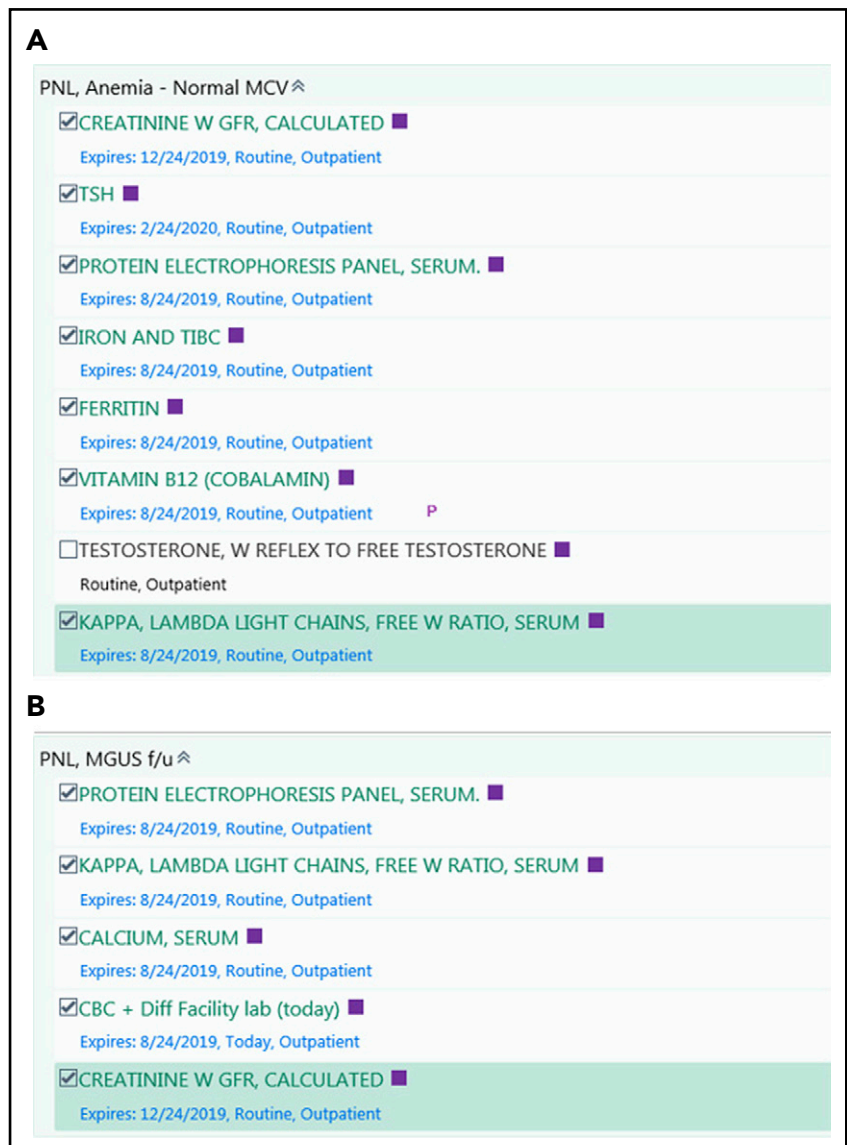 A
PNL, Anemia - Normal MCV
CREATININE W GFR, CALCULATED
Expires: 12/24/2019, Routine, Outpatient
TSH
Expires: 2/24/2020, Routine, Outpatient
PROTEIN ELECTROPHORESIS PANEL, SERUM.
Expires: 8/24/2019, Routine, Outpatient
IRON AND TIBC
Expires: 8/24/2019, Routine, Outpatient
FERRITIN
Expires: 8/24/2019, Routine, Outpatient
VITAMIN B12 (COBALAMIN)
Expires: 8/24/2019, Routine, Outpatient P
TESTOSTERONE, W REFLEX TO FREE TESTOSTERONE
Routine, Outpatient
KAPPA, LAMBDA LIGHT CHAINS, FREE W RATIO, SERUM
Expires: 8/24/2019, Routine, Outpatient
B
PNL, MGUS f/u
PROTEIN ELECTROPHORESIS PANEL, SERUM.
Expires: 8/24/2019, Routine, Outpatient
KAPPA, LAMBDA LIGHT CHAINS, FREE W RATIO, SERUM
Expires: 8/24/2019, Routine, Outpatient
CALCIUM, SERUM
Expires: 8/24/2019, Routine, Outpatient
CBC + Diff Facility lab (today)
Expires: 8/24/2019, Today, Outpatient
CREATININE W GFR, CALCULATED
Expires: 12/24/2019, Routine, Outpatient